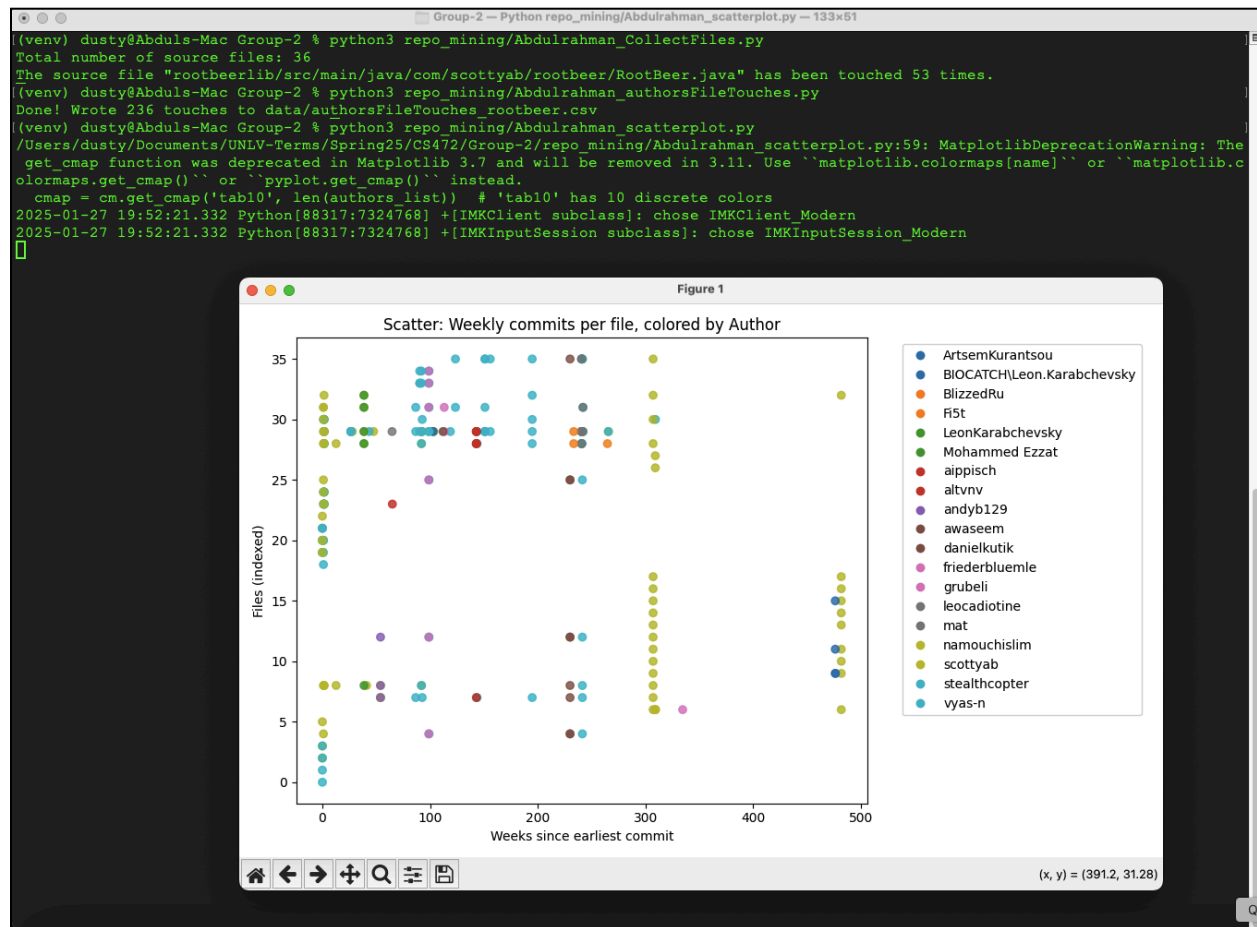 Group-2 — Python repo_mining/Abdulrahman_scatterplot.py — 133×51
[(venv) dusty@Abduls-Mac Group-2 % python3 repo_mining/Abdulrahman_CollectFiles.py ]
Total number of source files: 36
The source file "rootbeerlib/src/main/java/com/scottyab/rootbeer/RootBeer.java" has been touched 53 times.
[(venv) dusty@Abduls-Mac Group-2 % python3 repo_mining/Abdulrahman_authorsFileTouches.py ]
Done! Wrote 236 touches to data/authorsFileTouches_rootbeer.csv
[(venv) dusty@Abduls-Mac Group-2 % python3 repo_mining/Abdulrahman_scatterplot.py ]
/Users/dusty/Documents/UNLV-Terms/Spring25/CS472/Group-2/repo_mining/Abdulrahman_scatterplot.py:59: MatplotlibDeprecationWarning: The
 get_cmap function was deprecated in Matplotlib 3.7 and will be removed in 3.11. Use ``matplotlib.colormaps[name]`` or ``matplotlib.c
olormaps.get_cmap()`` or ``pyplot.get_cmap()`` instead.
  cmap = cm.get_cmap('tab10', len(authors_list))  # 'tab10' has 10 discrete colors
2025-01-27 19:52:21.332 Python[88317:7324768] +[IMKClient subclass]: chose IMKClient_Modern
2025-01-27 19:52:21.332 Python[88317:7324768] +[IMKInputSession subclass]: chose IMKInputSession_Modern
Figure 1
Scatter: Weekly commits per file, colored by Author
35
30
25
20
15
10
5
0
Files (indexed)
0 100 200 300 400 500
Weeks since earliest commit
ArtsemKurantsou
BIOCATCH\Leon.Karabchevsky
BlizzedRu
Fi5t
LeonKarabchevsky
Mohammed Ezzat
aippisch
altvnv
andyb129
awaseem
danielkutik
friederbluemle
grubeli
leocadiotine
mat
namouchislim
scottyab
stealthcopter
vyas-n
(x, y) = (391.2, 31.28)